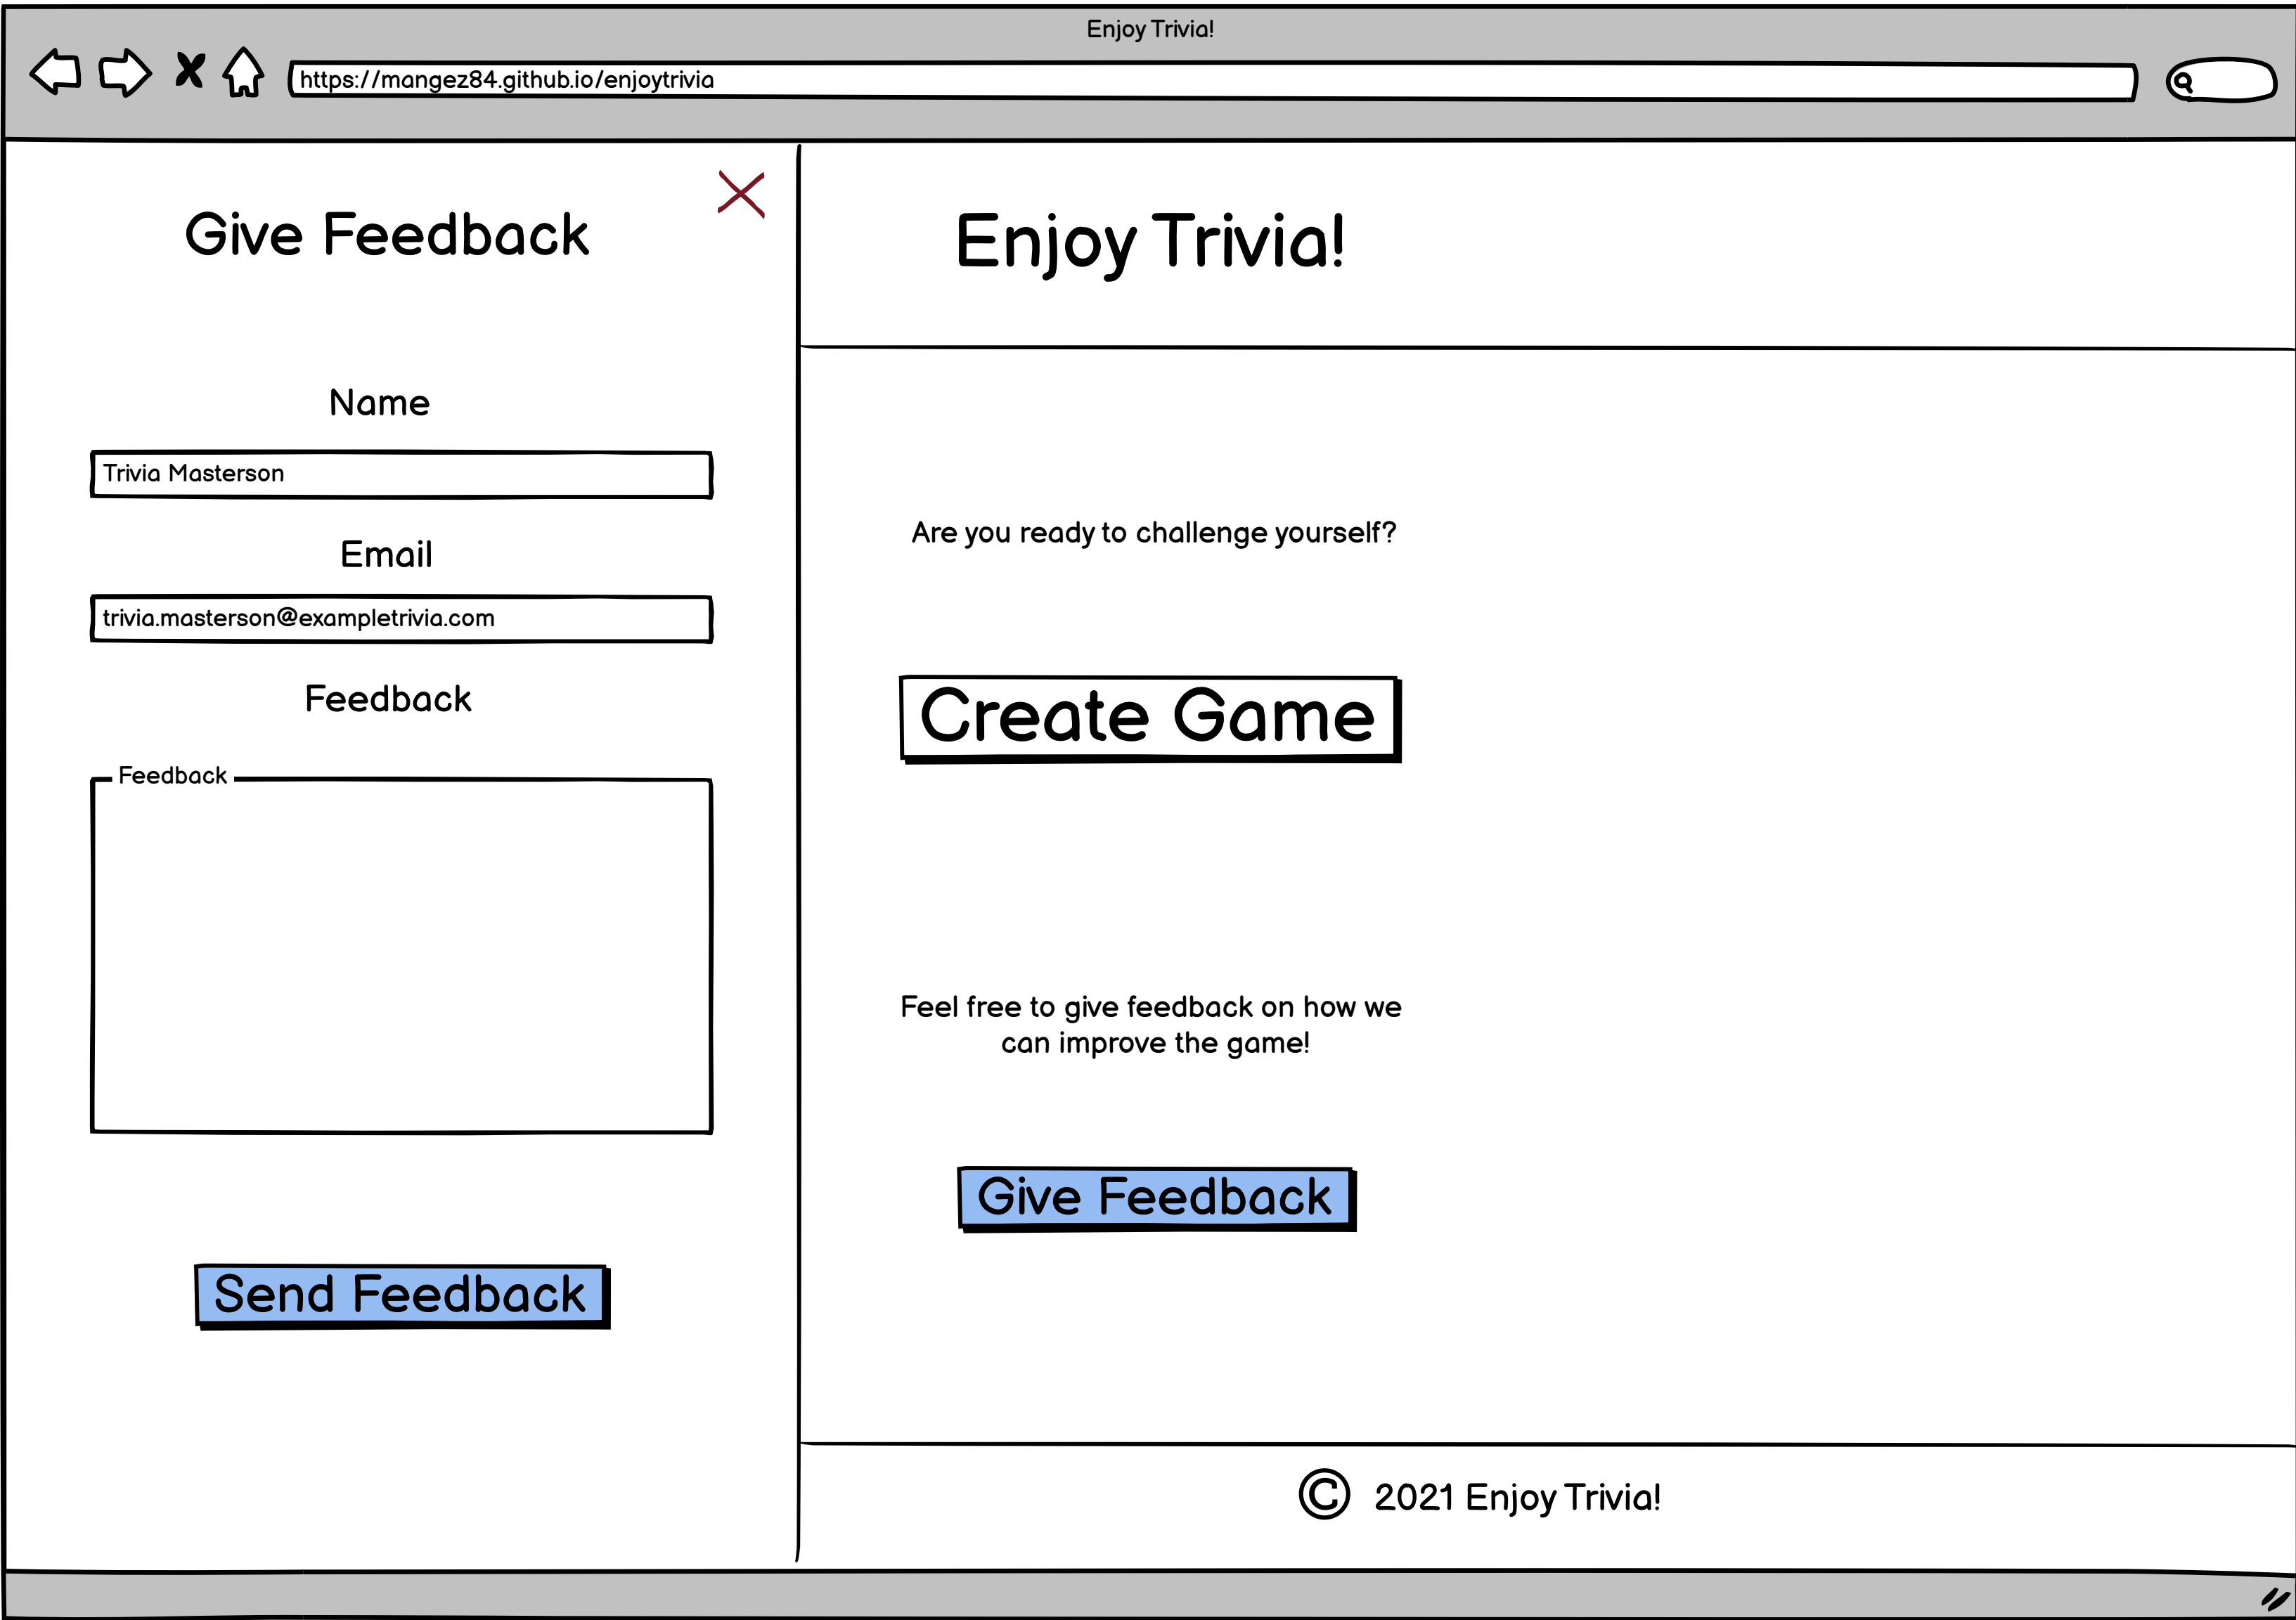 Enjoy Trivia!
https://mangez84.github.io/enjoytrivia
Give Feedback
Name
Trivia Masterson
Email
trivia.masterson@exampletrivia.com
Feedback
Feedback
Send Feedback
Enjoy Trivia!
Are you ready to challenge yourself?
Create Game
Feel free to give feedback on how we
can improve the game!
Give Feedback
© 2021 Enjoy Trivia!